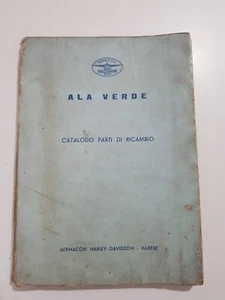 ALA VERDE
CATALOGO PARTI DI RICAMBIO
AERMACCHI HARLEY-DAVIDSON - VARESE